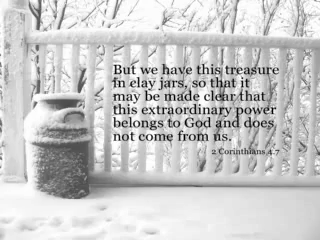 But we have this treasure
in clay jars, so that it
may be made clear that
this extraordinary power
belongs to God and does
not come from us.
2 Corinthians 4.7